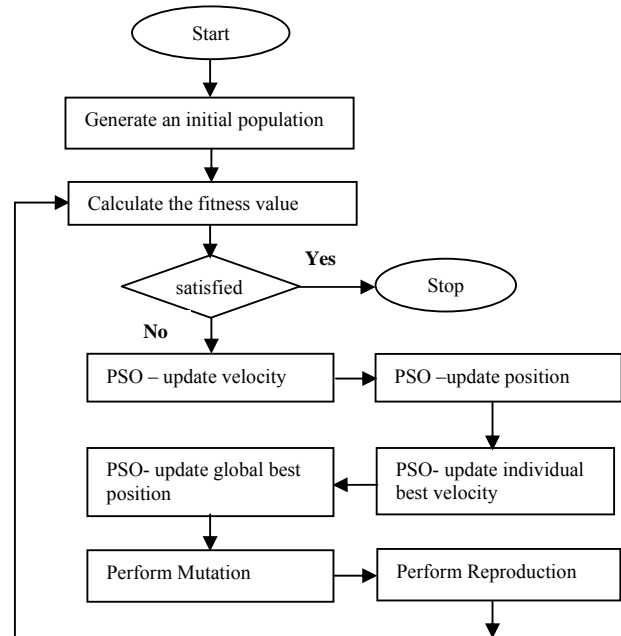 Start
Generate an initial population
Calculate the fitness value
Yes
satisfied
Stop
No
PSO – update velocity
PSO –update position
PSO- update global best
position
PSO- update individual
best velocity
Perform Mutation
Perform Reproduction